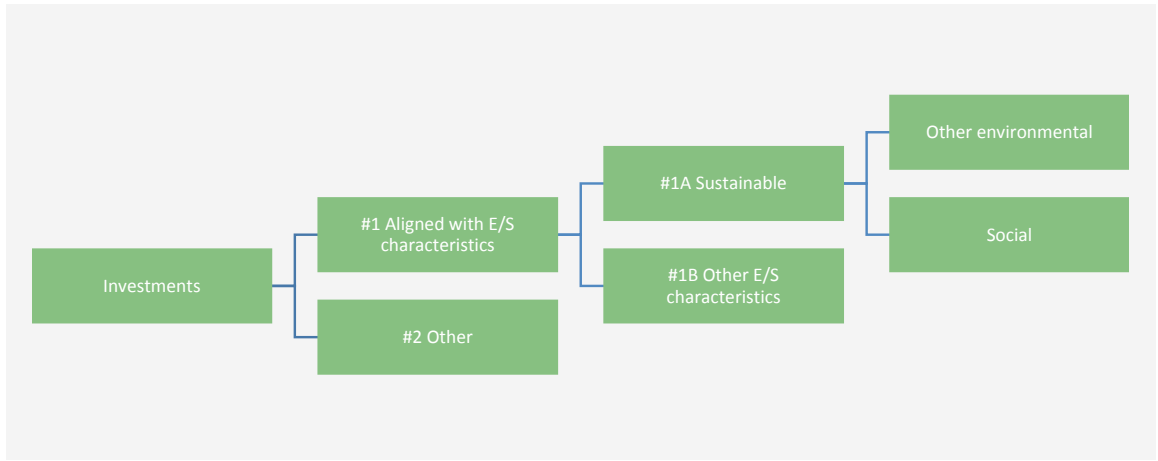 Investments
#1 Aligned with E/S
characteristics
#2 Other
#1A Sustainable
#1B Other E/S
characteristics
Other environmental
Social